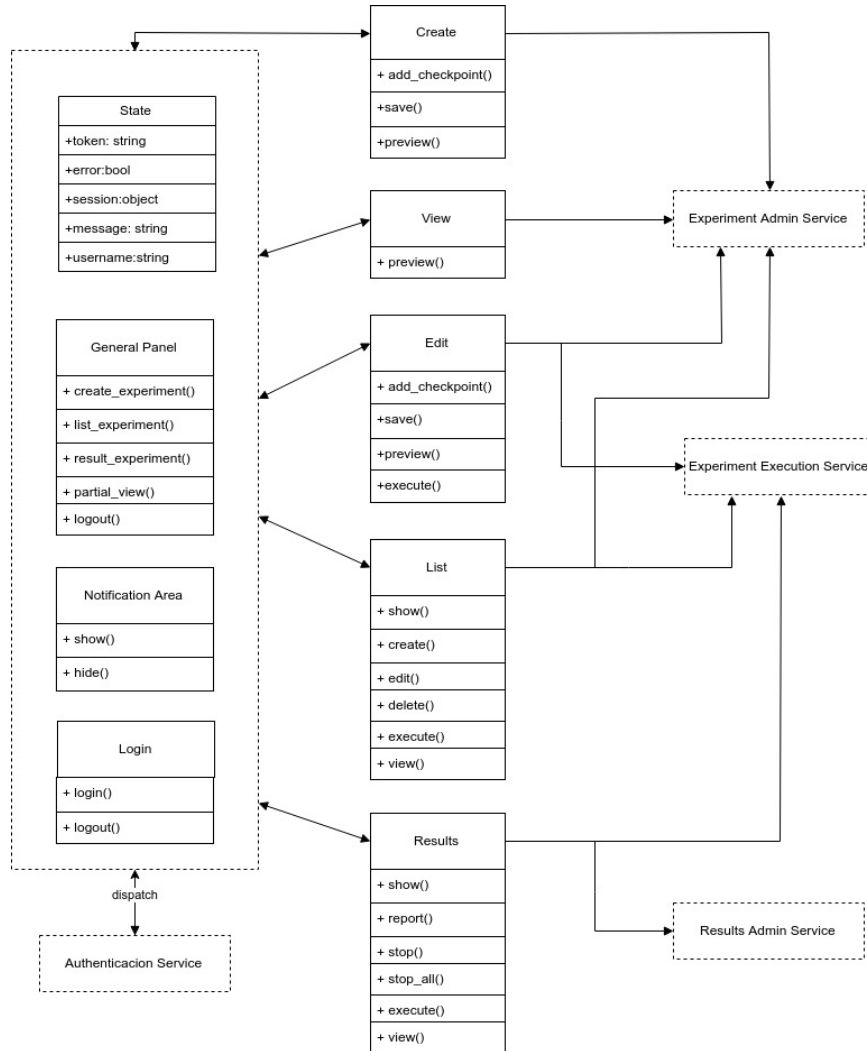 Create
+ add_checkpoint()
+save()
+preview()
State
+token: string
+error:bool
+session:object
+message: string
+username:string
View
+ preview()
Experiment Admin Service
General Panel
+ create_experiment()
+ list_experiment()
+ result_experiment()
+ partial_view()
+ logout()
Edit
+ add_checkpoint()
+save()
+preview()
+execute()
Experiment Execution Service
Notification Area
+ show()
+ hide()
List
+ show()
+ create()
+ edit()
+ delete()
+ execute()
+ view()
Login
+ login()
+ logout()
Results
+ show()
+ report()
+ stop()
+ stop_all()
+ execute()
+ view()
dispatch
Authenticacion Service
Results Admin Service